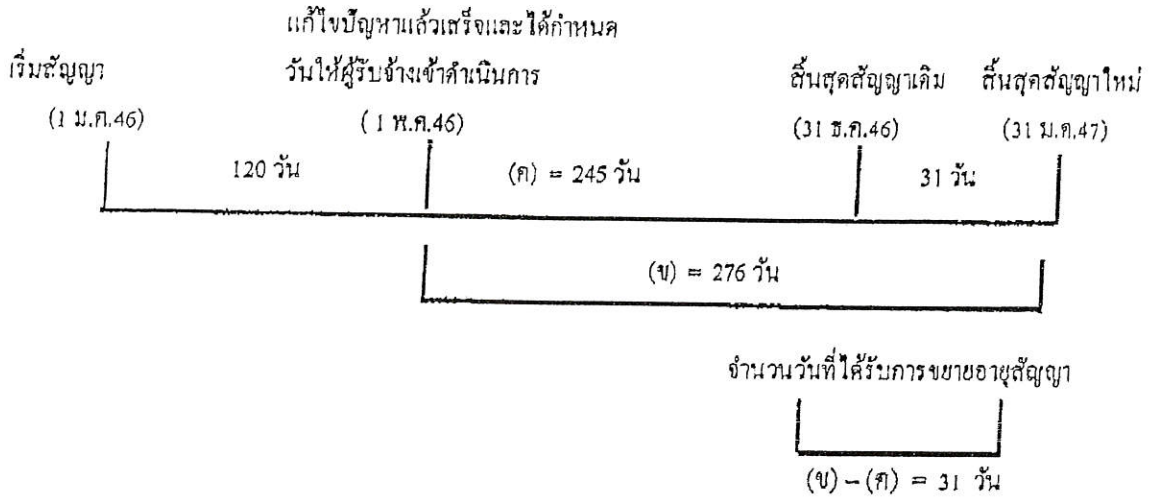 แก้ไขปัญหาแล้วเสร็จและได้กำหนด
เริ่มสัญญา วันให้ผู้รับจ้างเข้าดำเนินการ สิ้นสุดสัญญาเดิม สิ้นสุดสัญญาใหม่
(1 ม.ค.46) (1 พ.ค.46) (31 ธ.ค.46) (31 ม.ค.47)
120 วัน (ค) = 245 วัน 31 วัน
(ข) = 276 วัน
จำนวนวันที่ได้รับการขยายอายุสัญญา
(ข) – (ค) = 31 วัน